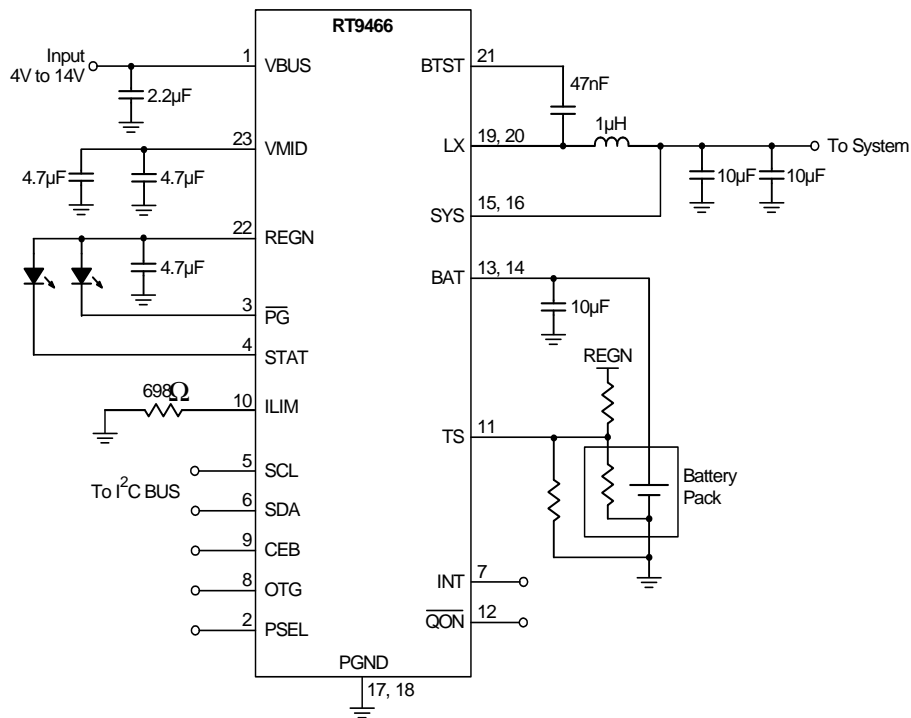 RT9466
Input
4V to 14V
1
VBUS
2.2µF
23
VMID
4.7µF
4.7µF
22
REGN
4.7µF
3
PG
4
STAT
698Ω
10
ILIM
5
SCL
To I²C BUS
6
SDA
9
CEB
8
OTG
2
PSEL
PGND
17, 18
BTST
21
47nF
1µH
LX
19, 20
To System
10µF
10µF
15, 16
SYS
13, 14
BAT
10µF
REGN
TS
11
Battery
Pack
INT
7
QON
12